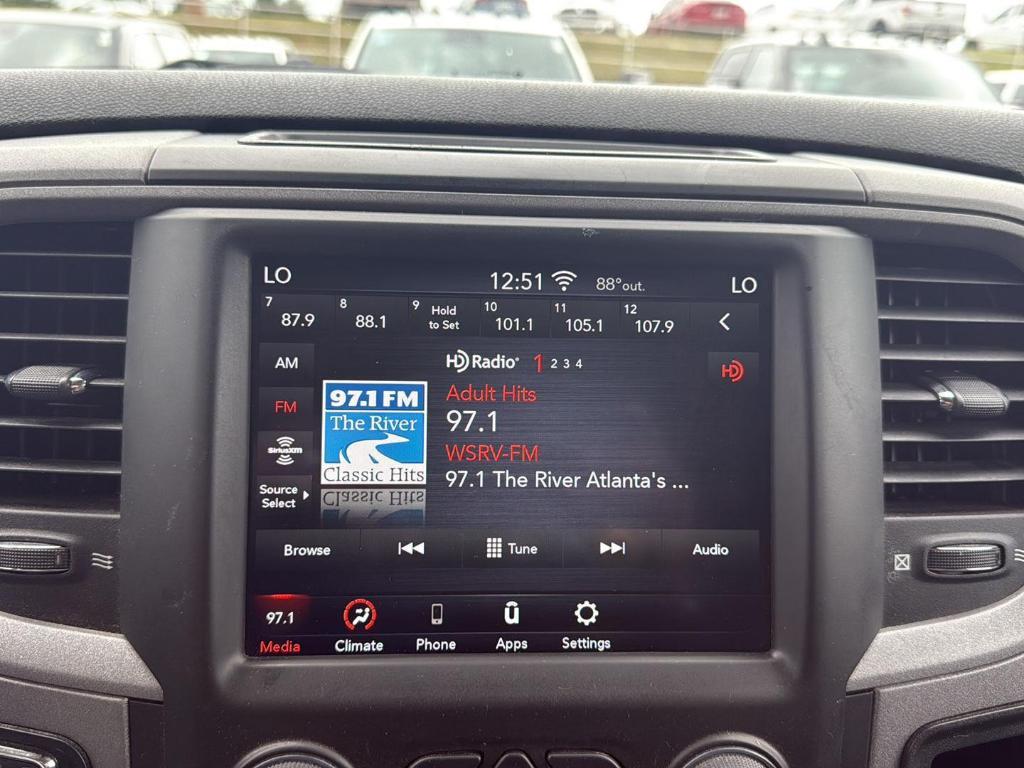 LO 12:51 88° out. LO
7 87.9 8 88.1 9 Hold to Set 10 101.1 11 105.1 12 107.9
AM
HD Radio® 1 2 3 4
HD
FM
97.1 FM
The River
Classic Hits
Adult Hits
97.1
WSRV-FM
97.1 The River Atlanta's ...
SiriusXM
Source
Select
Browse Tune Audio
97.1
Media Climate Phone Apps Settings